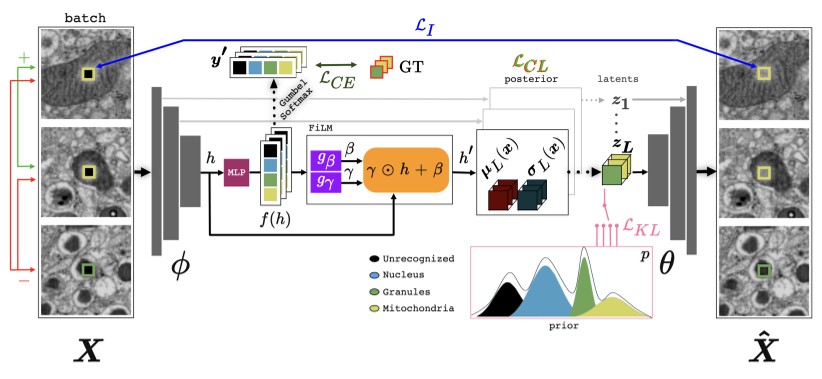 batch
ℒ_I
+
−
y′
ℒ_CE
GT
Gumbel
Softmax
ℒ_CL
posterior
latents
z_1
z_L
h
MLP
f(h)
FiLM
g_β
g_γ
β
γ
γ ⊙ h + β
h′
μ_L(x)
σ_L(x)
ℒ_KL
ϕ
θ
Unrecognized
Nucleus
Granules
Mitochondria
p
prior
X
X̂